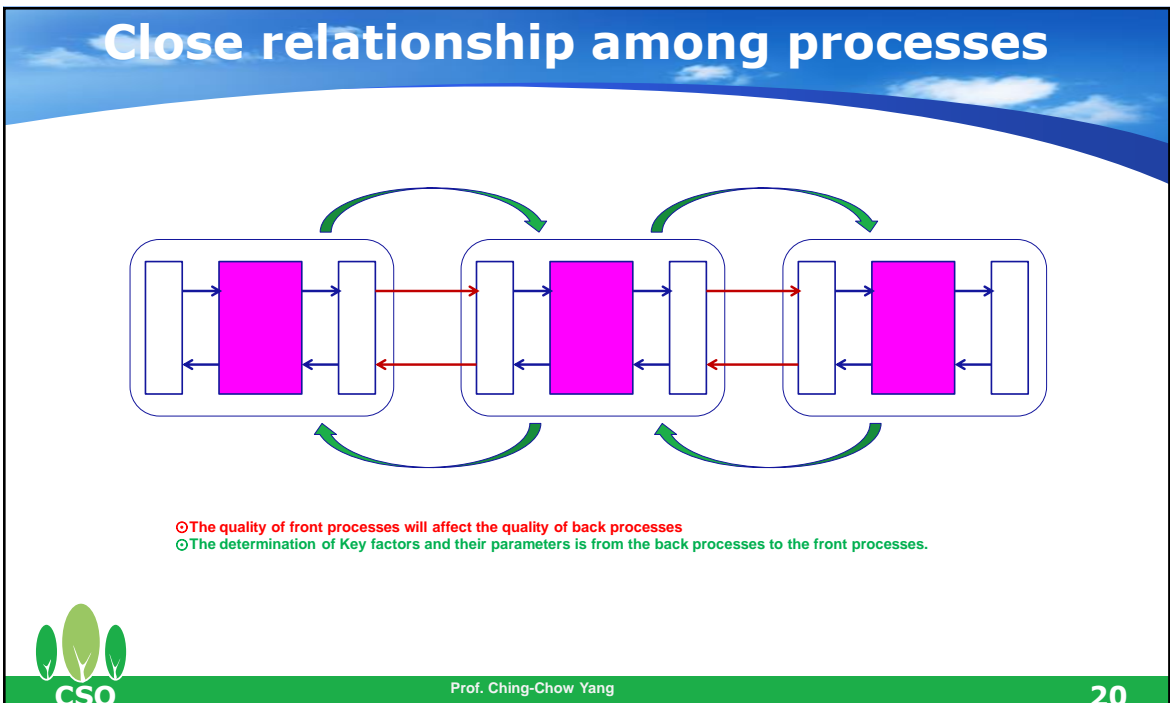 Close relationship among processes
⊙The quality of front processes will affect the quality of back processes
⊙The determination of Key factors and their parameters is from the back processes to the front processes.
CSQ
Prof. Ching-Chow Yang
20